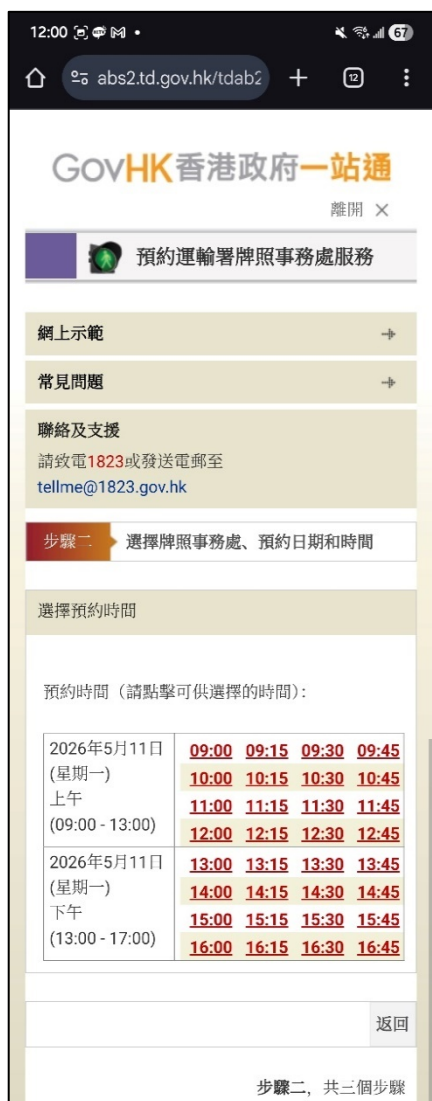 12:00
67
abs2.td.gov.hk/tdab2
12
GovHK香港政府一站通
離開 ×
預約運輸署牌照事務處服務
網上示範
常見問題
聯絡及支援
請致電1823或發送電郵至
tellme@1823.gov.hk
步驟二 選擇牌照事務處、預約日期和時間
選擇預約時間
預約時間（請點擊可供選擇的時間）：
2026年5月11日
(星期一)
上午
(09:00 - 13:00)
09:00 09:15 09:30 09:45
10:00 10:15 10:30 10:45
11:00 11:15 11:30 11:45
12:00 12:15 12:30 12:45
2026年5月11日
(星期一)
下午
(13:00 - 17:00)
13:00 13:15 13:30 13:45
14:00 14:15 14:30 14:45
15:00 15:15 15:30 15:45
16:00 16:15 16:30 16:45
返回
步驟二，共三個步驟